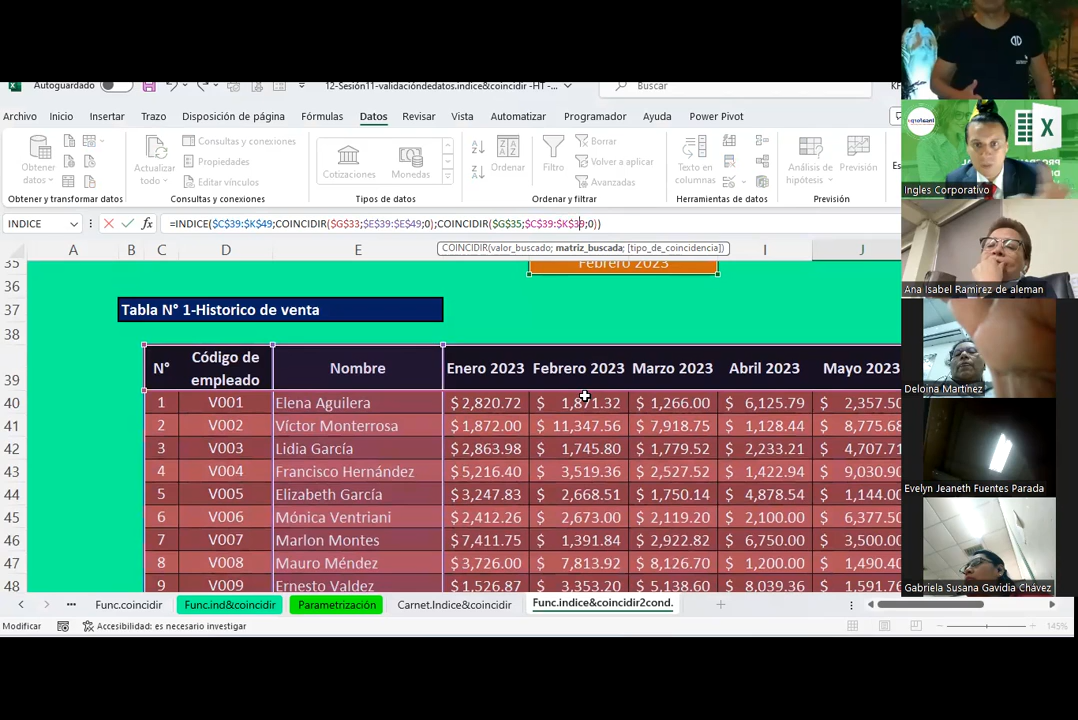 Autoguardado
12-Sesión11-validacióndedatos.indice&coincidir -HT -...
Buscar
Archivo Inicio Insertar Trazo Disposición de página Fórmulas Datos Revisar Vista Automatizar Programador Ayuda Power Pivot
Obtener datos
Actualizar todo
Consultas y conexiones
Propiedades
Editar vínculos
Cotizaciones
Monedas
Ordenar
Filtro
Borrar
Volver a aplicar
Avanzadas
Texto en columnas
Análisis de hipótesis
Previsión
Obtener y transformar datos
Consultas y conexiones
Tipos de datos
Ordenar y filtrar
Herramientas de datos
Previsión
INDICE
fx
=INDICE($C$39:$K$49;COINCIDIR($G$33;$E$39:$E$49;0);COINCIDIR($G$35;$C$39:$K$39;0))
COINCIDIR(valor_buscado; matriz_buscada; [tipo_de_coincidencia])
A B C D E I J
35 Febrero 2023
36
37 Tabla N° 1-Historico de venta
38
39 N° Código de empleado Nombre Enero 2023 Febrero 2023 Marzo 2023 Abril 2023 Mayo 2023
40 1 V001 Elena Aguilera $ 2,820.72 $ 1,871.32 $ 1,266.00 $ 6,125.79 $ 2,357.50
41 2 V002 Víctor Monterrosa $ 1,872.00 $ 11,347.56 $ 7,918.75 $ 1,128.44 $ 8,775.68
42 3 V003 Lidia García $ 2,863.98 $ 1,745.80 $ 1,779.52 $ 2,233.21 $ 4,707.71
43 4 V004 Francisco Hernández $ 5,216.40 $ 3,519.36 $ 2,527.52 $ 1,422.94 $ 9,030.90
44 5 V005 Elizabeth García $ 3,247.83 $ 2,668.51 $ 1,750.14 $ 4,878.54 $ 1,144.00
45 6 V006 Mónica Ventriani $ 2,412.26 $ 2,673.00 $ 2,119.20 $ 2,100.00 $ 6,377.50
46 7 V007 Marlon Montes $ 7,411.75 $ 1,391.84 $ 2,922.82 $ 6,750.00 $ 3,500.00
47 8 V008 Mauro Méndez $ 3,726.00 $ 7,813.92 $ 8,126.70 $ 1,200.00 $ 1,490.40
48 9 V009 Ernesto Valdez $ 1,526.87 $ 3,353.20 $ 5,138.60 $ 8,039.36 $ 1,591.76
Func.coincidir Func.ind&coincidir Parametrización Carnet.Indice&coincidir Func.indice&coincidir2cond.
Modificar
Accesibilidad: es necesario investigar
145%
Ingles Corporativo
Ana Isabel Ramirez de aleman
Deloina Martínez
Evelyn Jeaneth Fuentes Parada
Gabriela Susana Gavidia Chávez